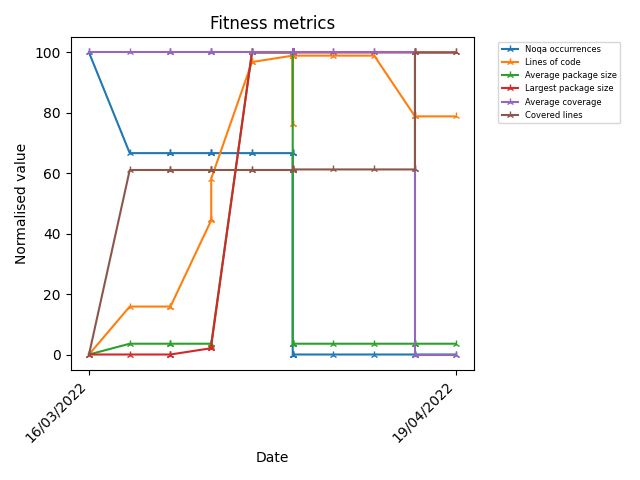 Fitness metrics
Noqa occurrences
Lines of code
Average package size
Largest package size
Average coverage
Covered lines
Normalised value
100
80
60
40
20
0
16/03/2022
19/04/2022
Date